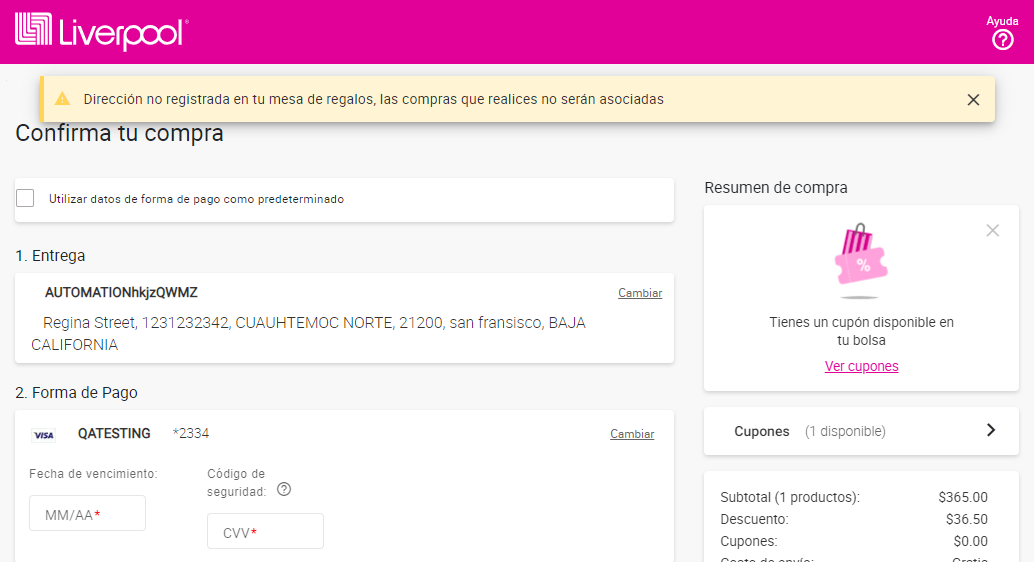 Liverpool
Ayuda
Dirección no registrada en tu mesa de regalos, las compras que realices no serán asociadas
Confirma tu compra
Utilizar datos de forma de pago como predeterminado
1. Entrega
AUTOMATIONhkjzQWMZ
Cambiar
Regina Street, 1231232342, CUAUHTEMOC NORTE, 21200, san fransisco, BAJA
CALIFORNIA
2. Forma de Pago
VISA QATESTING *2334
Cambiar
Fecha de vencimiento:
MM/AA*
Código de
seguridad:
CVV*
Resumen de compra
%
Tienes un cupón disponible en
tu bolsa
Ver cupones
Cupones (1 disponible)
Subtotal (1 productos): $365.00
Descuento: $36.50
Cupones: $0.00
Costo de envío: Gratis